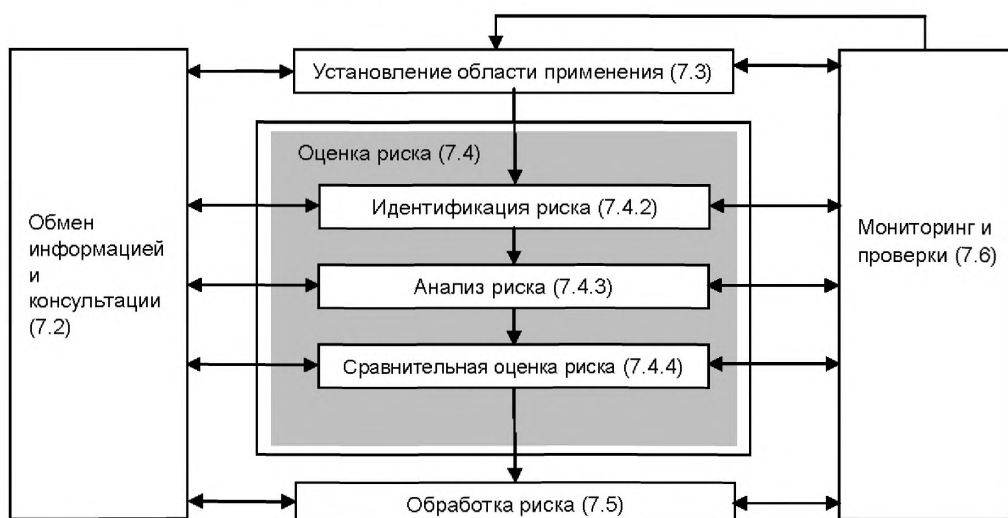 Установление области применения (7.3)
Оценка риска (7.4)
Идентификация риска (7.4.2)
Обмен
информацией
и
консультации
(7.2)
Мониторинг и
проверки (7.6)
Анализ риска (7.4.3)
Сравнительная оценка риска (7.4.4)
Обработка риска (7.5)